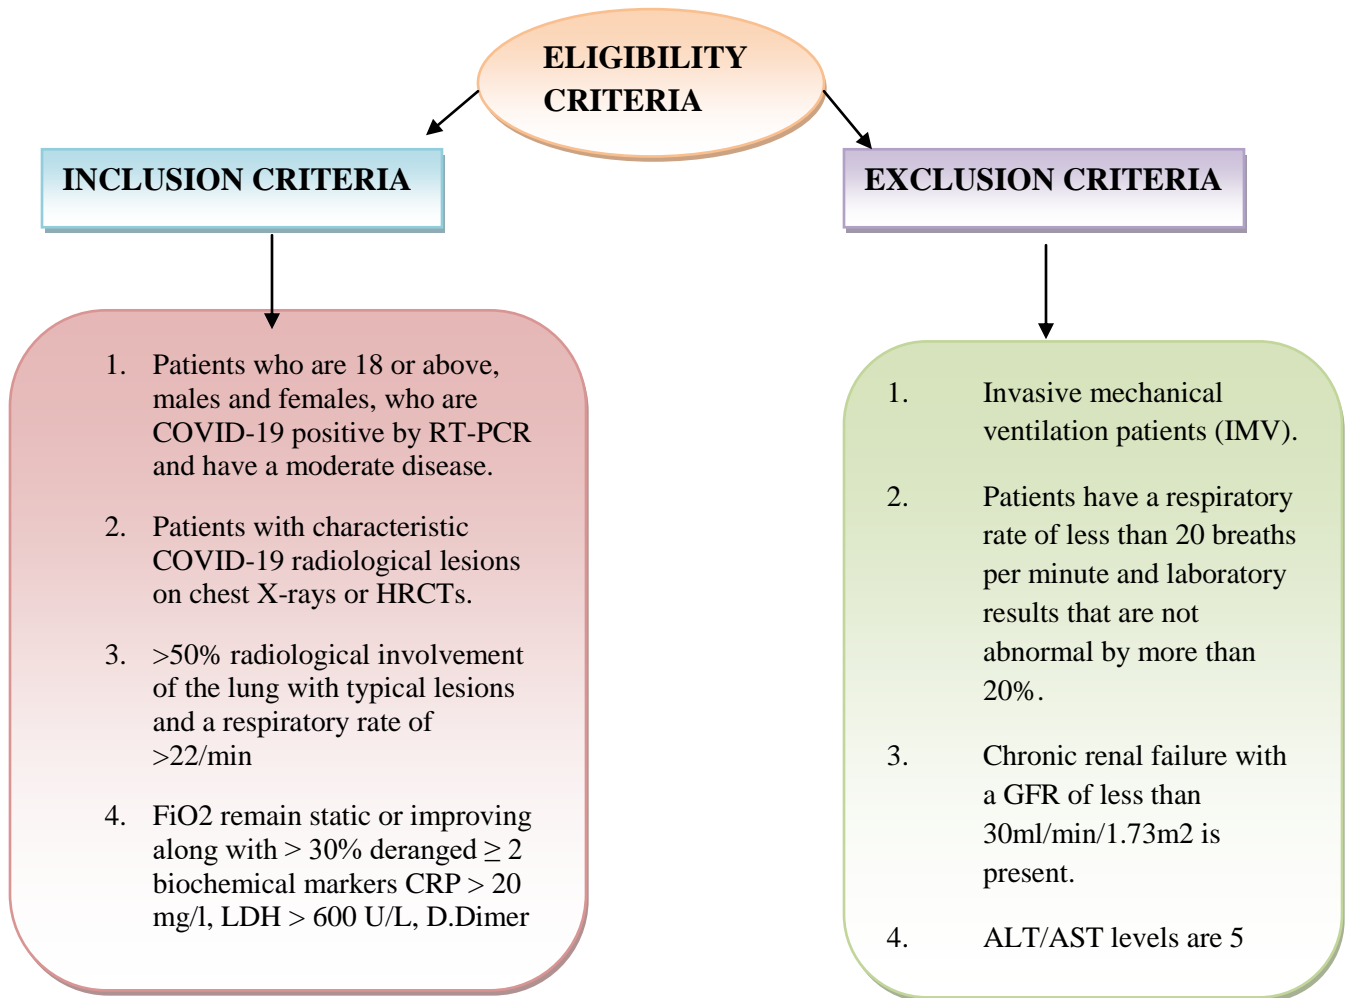 ELIGIBILITY
CRITERIA
INCLUSION CRITERIA
EXCLUSION CRITERIA
1. Patients who are 18 or above,
males and females, who are
COVID-19 positive by RT-PCR
and have a moderate disease.
2. Patients with characteristic
COVID-19 radiological lesions
on chest X-rays or HRCTs.
3. >50% radiological involvement
of the lung with typical lesions
and a respiratory rate of
>22/min
4. FiO2 remain static or improving
along with > 30% deranged ≥ 2
biochemical markers CRP > 20
mg/l, LDH > 600 U/L, D.Dimer
1. Invasive mechanical
ventilation patients (IMV).
2. Patients have a respiratory
rate of less than 20 breaths
per minute and laboratory
results that are not
abnormal by more than
20%.
3. Chronic renal failure with
a GFR of less than
30ml/min/1.73m2 is
present.
4. ALT/AST levels are 5